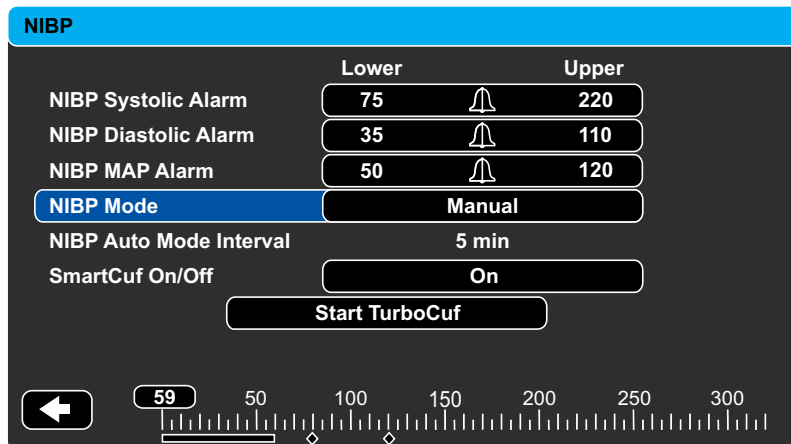 NIBP
Lower Upper
NIBP Systolic Alarm 75 220
NIBP Diastolic Alarm 35 110
NIBP MAP Alarm 50 120
NIBP Mode Manual
NIBP Auto Mode Interval 5 min
SmartCuf On/Off On
Start TurboCuf
59 50 100 150 200 250 300